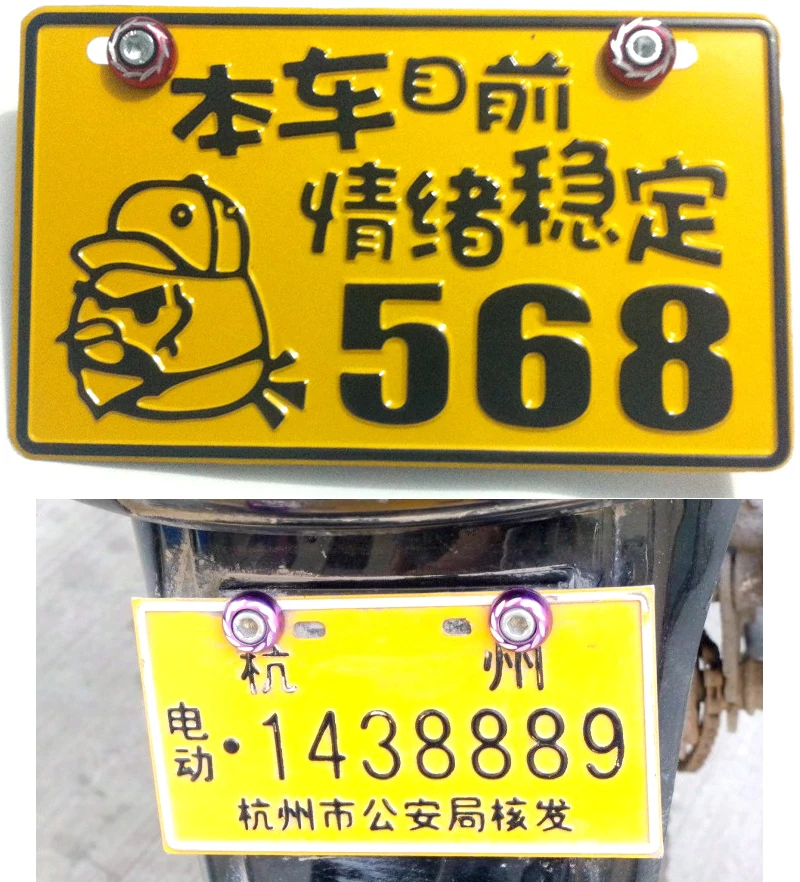 本车目前
情绪稳定
568
杭州
电动·1438889
杭州市公安局核发